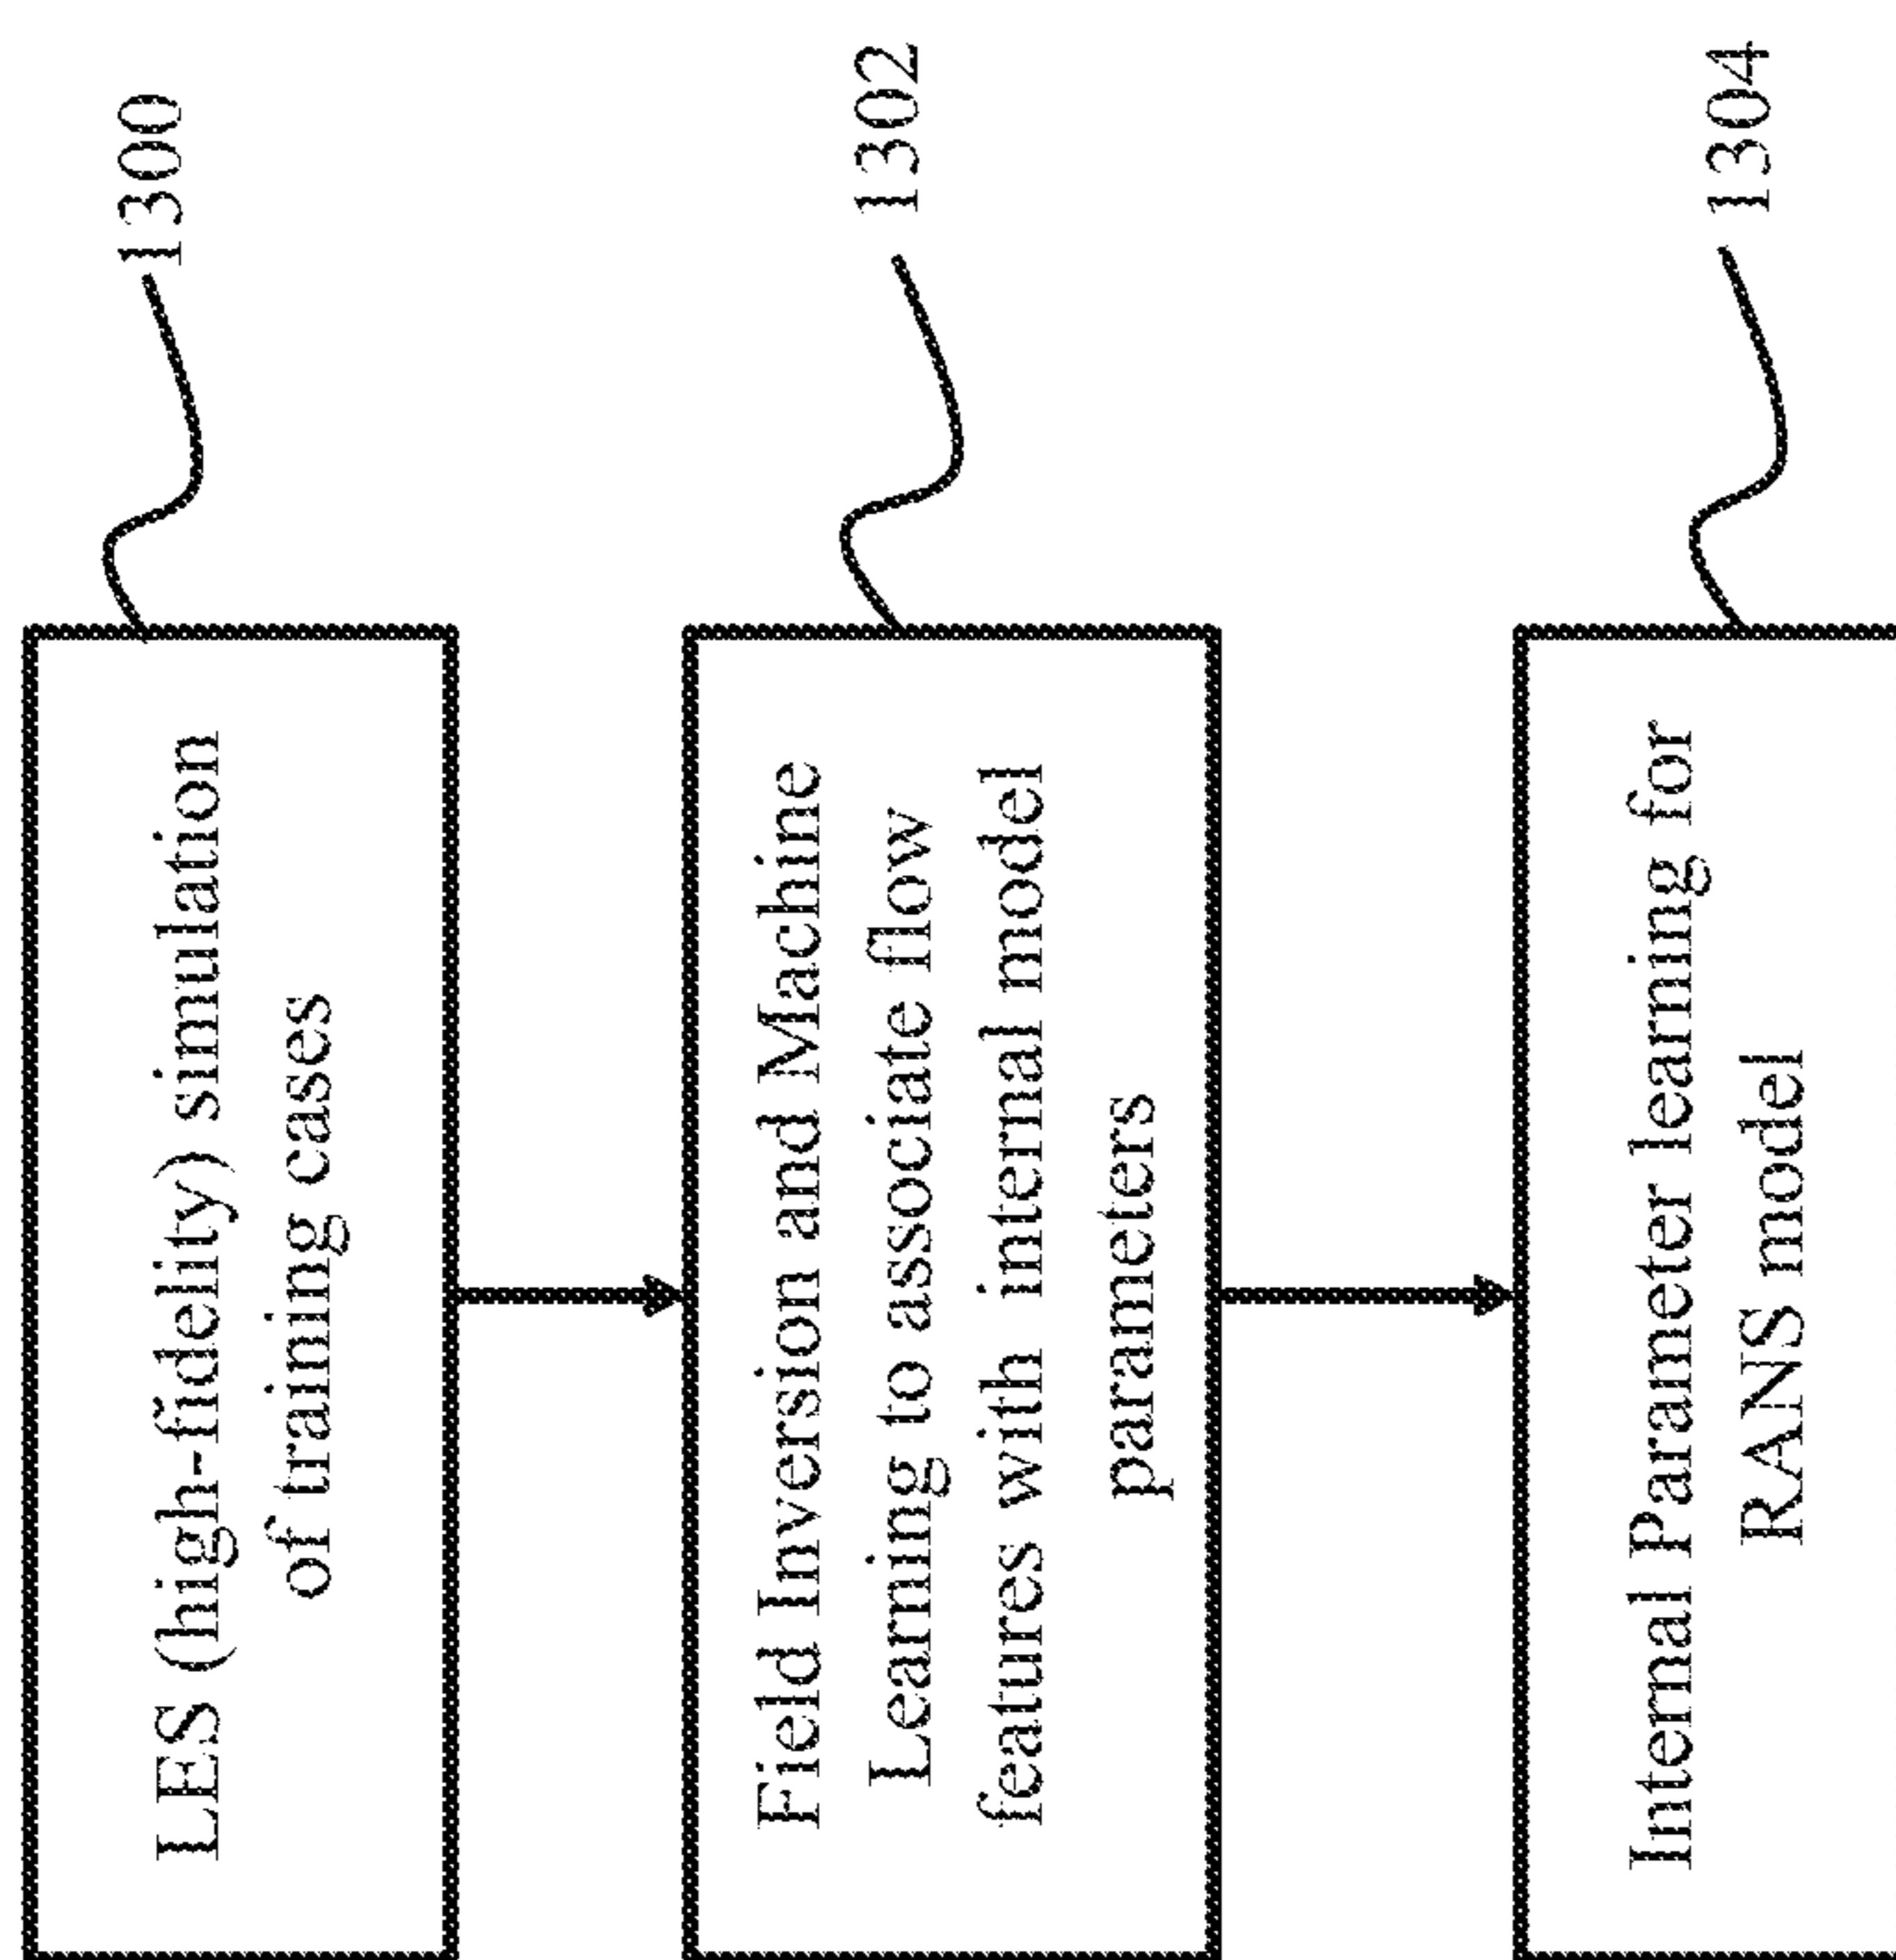 LES (high-fidelity) simulation
of training cases
1300
Field Inversion and Machine
Learning to associate flow
features with internal model
parameters
1302
Internal Parameter learning for
RANS model
1304